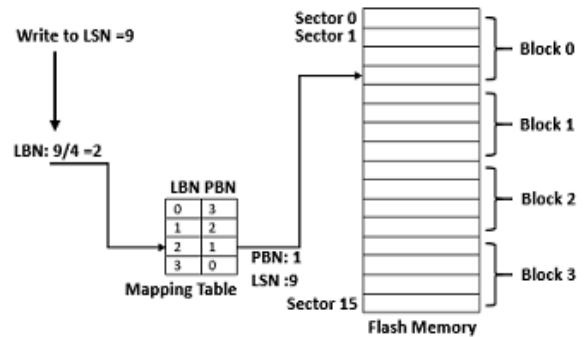 Write to LSN =9
LBN: 9/4 =2
LBN PBN
0 3
1 2
2 1
3 0
Mapping Table
PBN: 1
LSN :9
Sector 0
Sector 1
Sector 15
Block 0
Block 1
Block 2
Block 3
Flash Memory